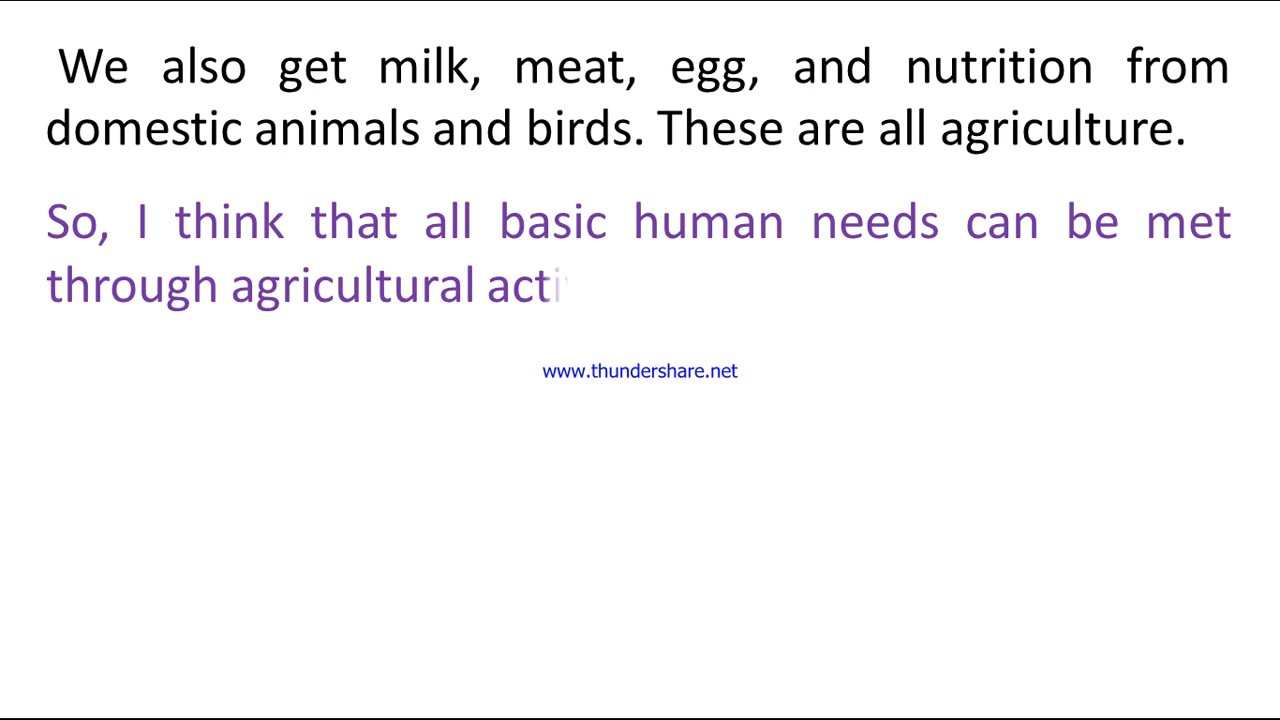 We also get milk, meat, egg, and nutrition from
domestic animals and birds. These are all agriculture.
So, I think that all basic human needs can be met
through agricultural
www.thundershare.net